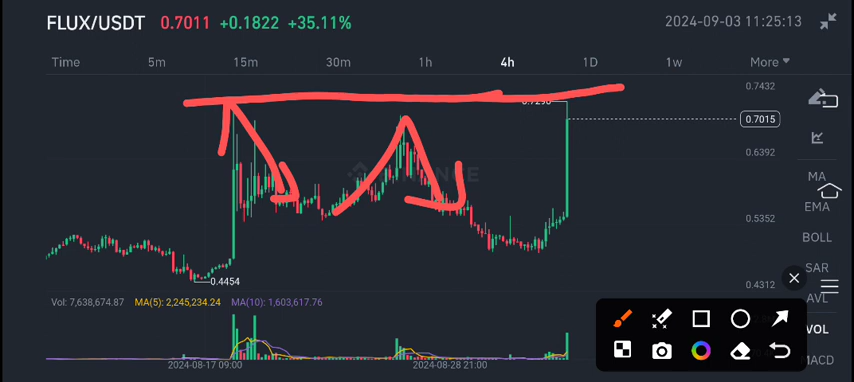 FLUX/USDT 0.7011 +0.1822 +35.11% 2024-09-03 11:25:13
Time 5m 15m 30m 1h 4h 1D 1w More
0.7432
0.7015
0.6392
0.5352
0.4312
0.4454
BINANCE
MA
EMA
BOLL
SAR
AVL
VOL
MACD
Vol: 7,638,674.87 MA(5): 2,245,234.24 MA(10): 1,603,617.76
2024-08-17 09:00 2024-08-28 21:00